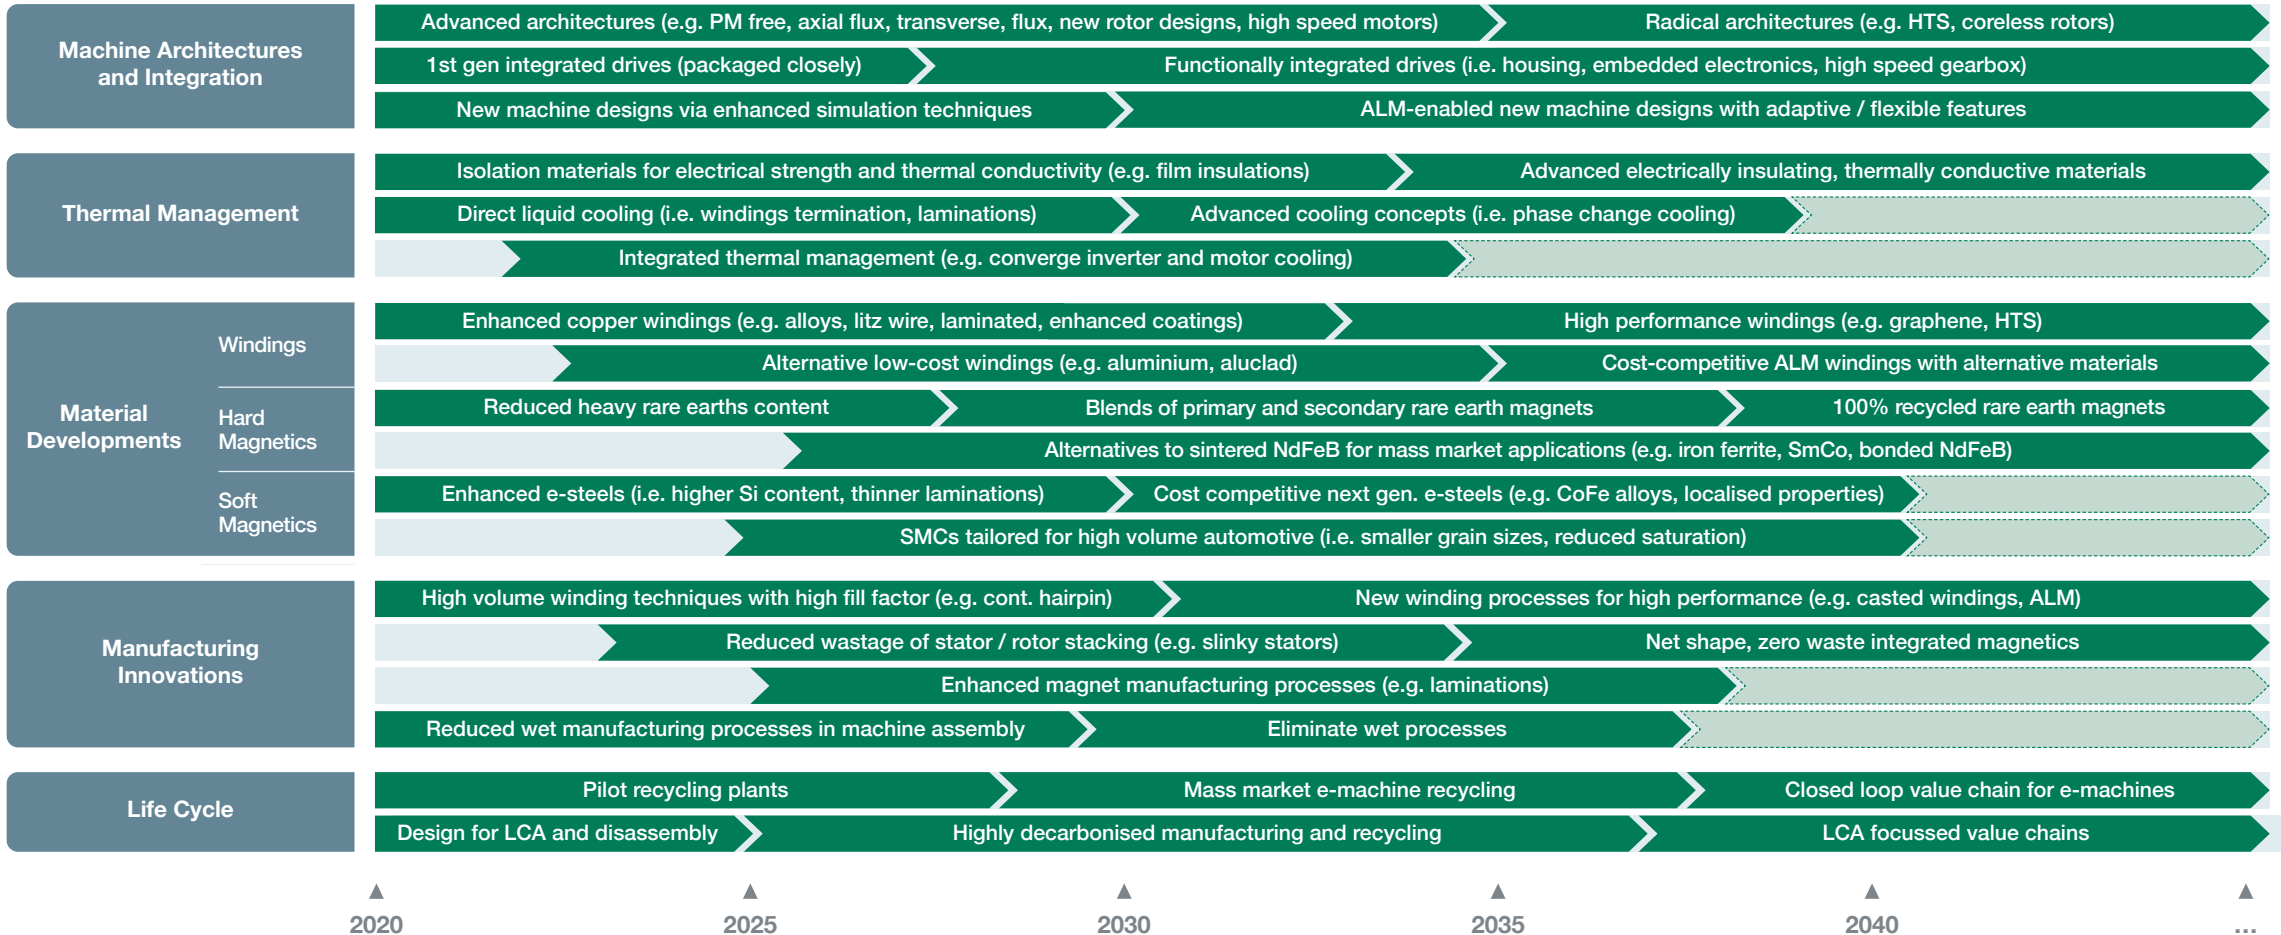 Machine Architectures
and Integration
Advanced architectures (e.g. PM free, axial flux, transverse, flux, new rotor designs, high speed motors)
Radical architectures (e.g. HTS, coreless rotors)
1st gen integrated drives (packaged closely)
Functionally integrated drives (i.e. housing, embedded electronics, high speed gearbox)
New machine designs via enhanced simulation techniques
ALM-enabled new machine designs with adaptive / flexible features
Thermal Management
Isolation materials for electrical strength and thermal conductivity (e.g. film insulations)
Advanced electrically insulating, thermally conductive materials
Direct liquid cooling (i.e. windings termination, laminations)
Advanced cooling concepts (i.e. phase change cooling)
Integrated thermal management (e.g. converge inverter and motor cooling)
Material
Developments
Windings
Enhanced copper windings (e.g. alloys, litz wire, laminated, enhanced coatings)
High performance windings (e.g. graphene, HTS)
Alternative low-cost windings (e.g. aluminium, aluclad)
Cost-competitive ALM windings with alternative materials
Hard
Magnetics
Reduced heavy rare earths content
Blends of primary and secondary rare earth magnets
100% recycled rare earth magnets
Alternatives to sintered NdFeB for mass market applications (e.g. iron ferrite, SmCo, bonded NdFeB)
Soft
Magnetics
Enhanced e-steels (i.e. higher Si content, thinner laminations)
Cost competitive next gen. e-steels (e.g. CoFe alloys, localised properties)
SMCs tailored for high volume automotive (i.e. smaller grain sizes, reduced saturation)
Manufacturing
Innovations
High volume winding techniques with high fill factor (e.g. cont. hairpin)
New winding processes for high performance (e.g. casted windings, ALM)
Reduced wastage of stator / rotor stacking (e.g. slinky stators)
Net shape, zero waste integrated magnetics
Enhanced magnet manufacturing processes (e.g. laminations)
Reduced wet manufacturing processes in machine assembly
Eliminate wet processes
Life Cycle
Pilot recycling plants
Mass market e-machine recycling
Closed loop value chain for e-machines
Design for LCA and disassembly
Highly decarbonised manufacturing and recycling
LCA focussed value chains
2020
2025
2030
2035
2040
...